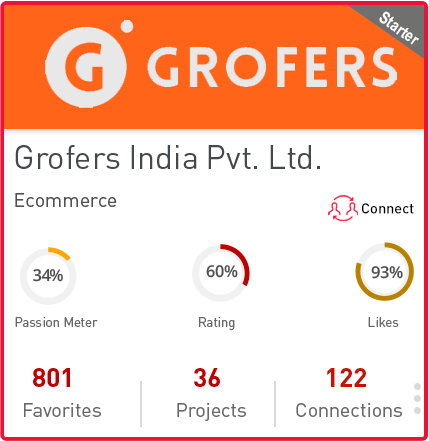 Starter
G GROFERS
Grofers India Pvt. Ltd.
Ecommerce
Connect
34% 60% 93%
Passion Meter Rating Likes
801 36 122
Favorites Projects Connections